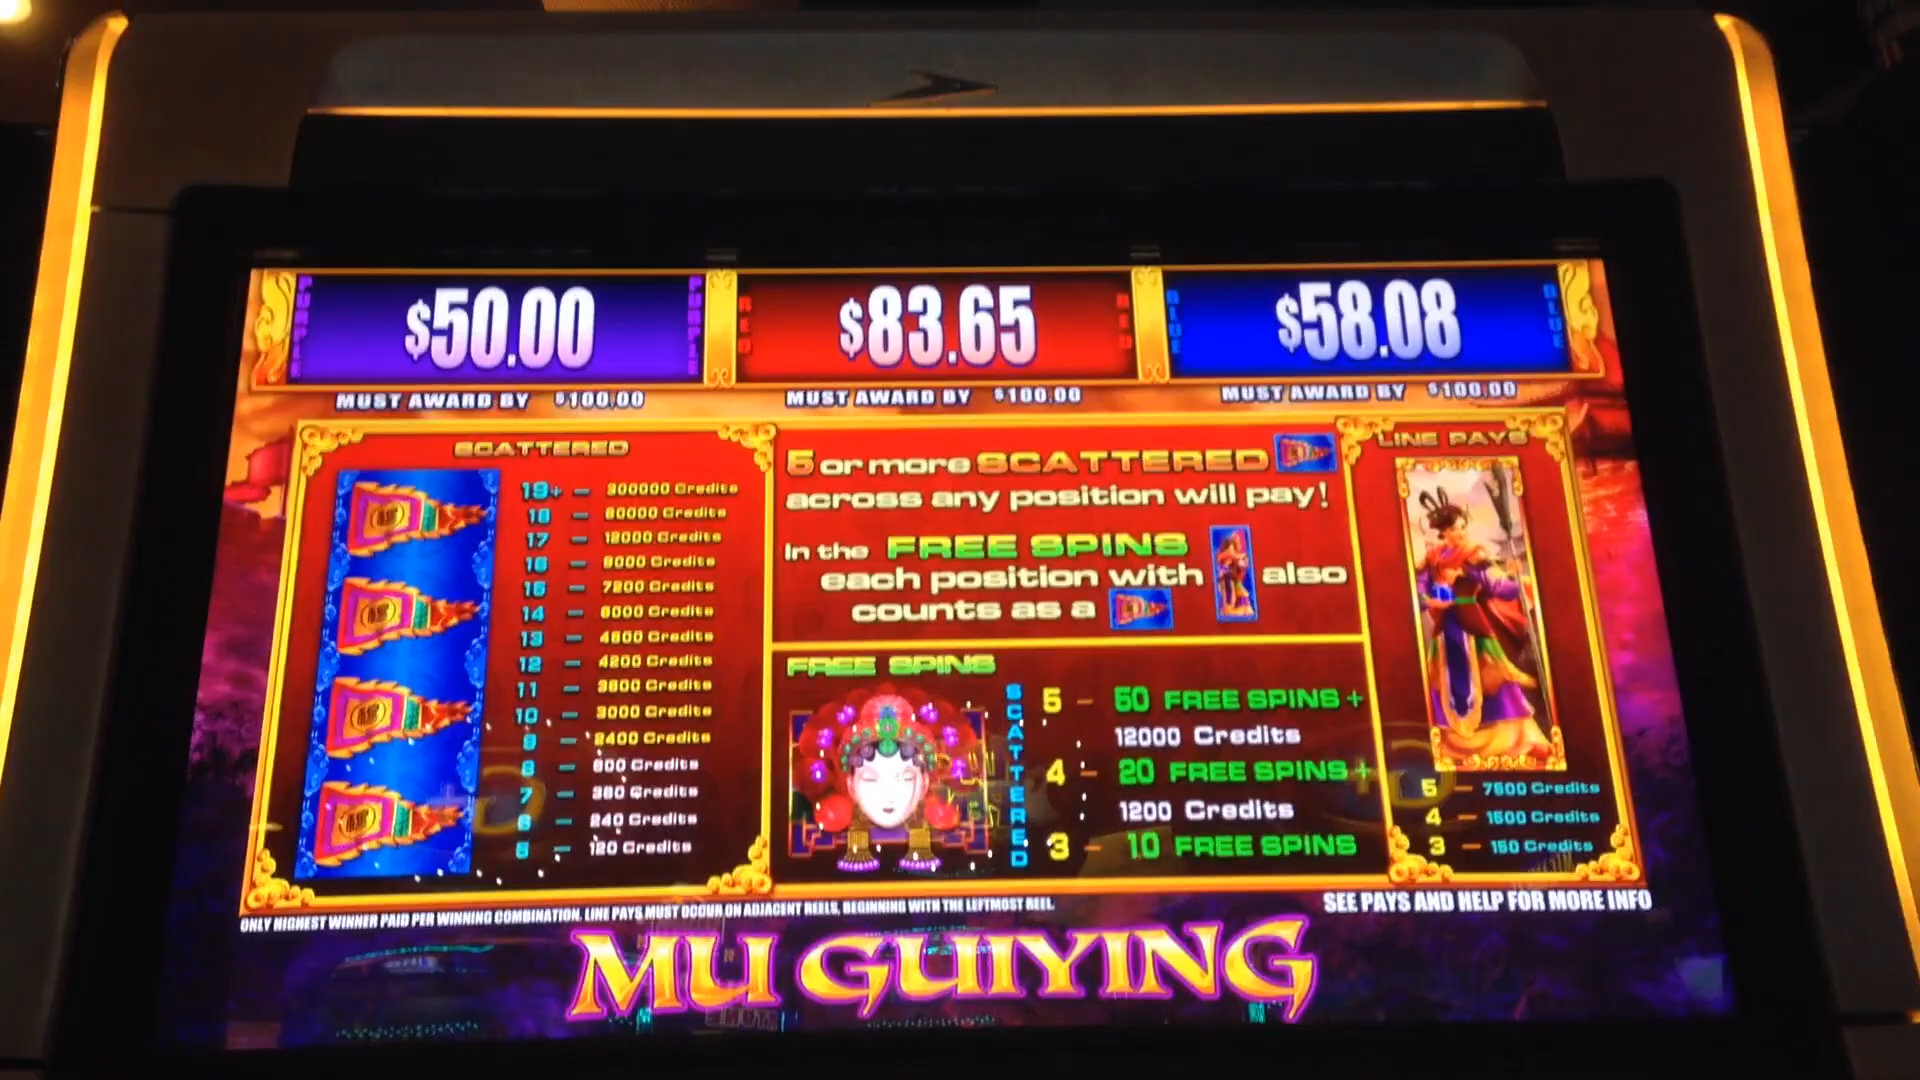 PURPLE $50.00 PURPLE
RED $83.65 RED
BLUE $58.08 BLUE
MUST AWARD BY $100.00
MUST AWARD BY $100.00
MUST AWARD BY $100.00
SCATTERED
19+ - 300000 Credits
18 - 60000 Credits
17 - 12000 Credits
16 - 9000 Credits
15 - 7200 Credits
14 - 6000 Credits
13 - 4800 Credits
12 - 4200 Credits
11 - 3600 Credits
10 - 3000 Credits
9 - 2400 Credits
8 - 600 Credits
7 - 360 Credits
6 - 240 Credits
5 - 120 Credits
5 or more SCATTERED
across any position will pay!
In the FREE SPINS
each position with also
counts as a
FREE SPINS
SCATTERED
5 - 50 FREE SPINS +
12000 Credits
4 - 20 FREE SPINS +
1200 Credits
3 - 10 FREE SPINS
LINE PAYS
5 - 7500 Credits
4 - 1500 Credits
3 - 150 Credits
ONLY HIGHEST WINNER PAID PER WINNING COMBINATION. LINE PAYS MUST OCCUR ON ADJACENT REELS, BEGINNING WITH THE LEFTMOST REEL.
SEE PAYS AND HELP FOR MORE INFO
MU GUIYING